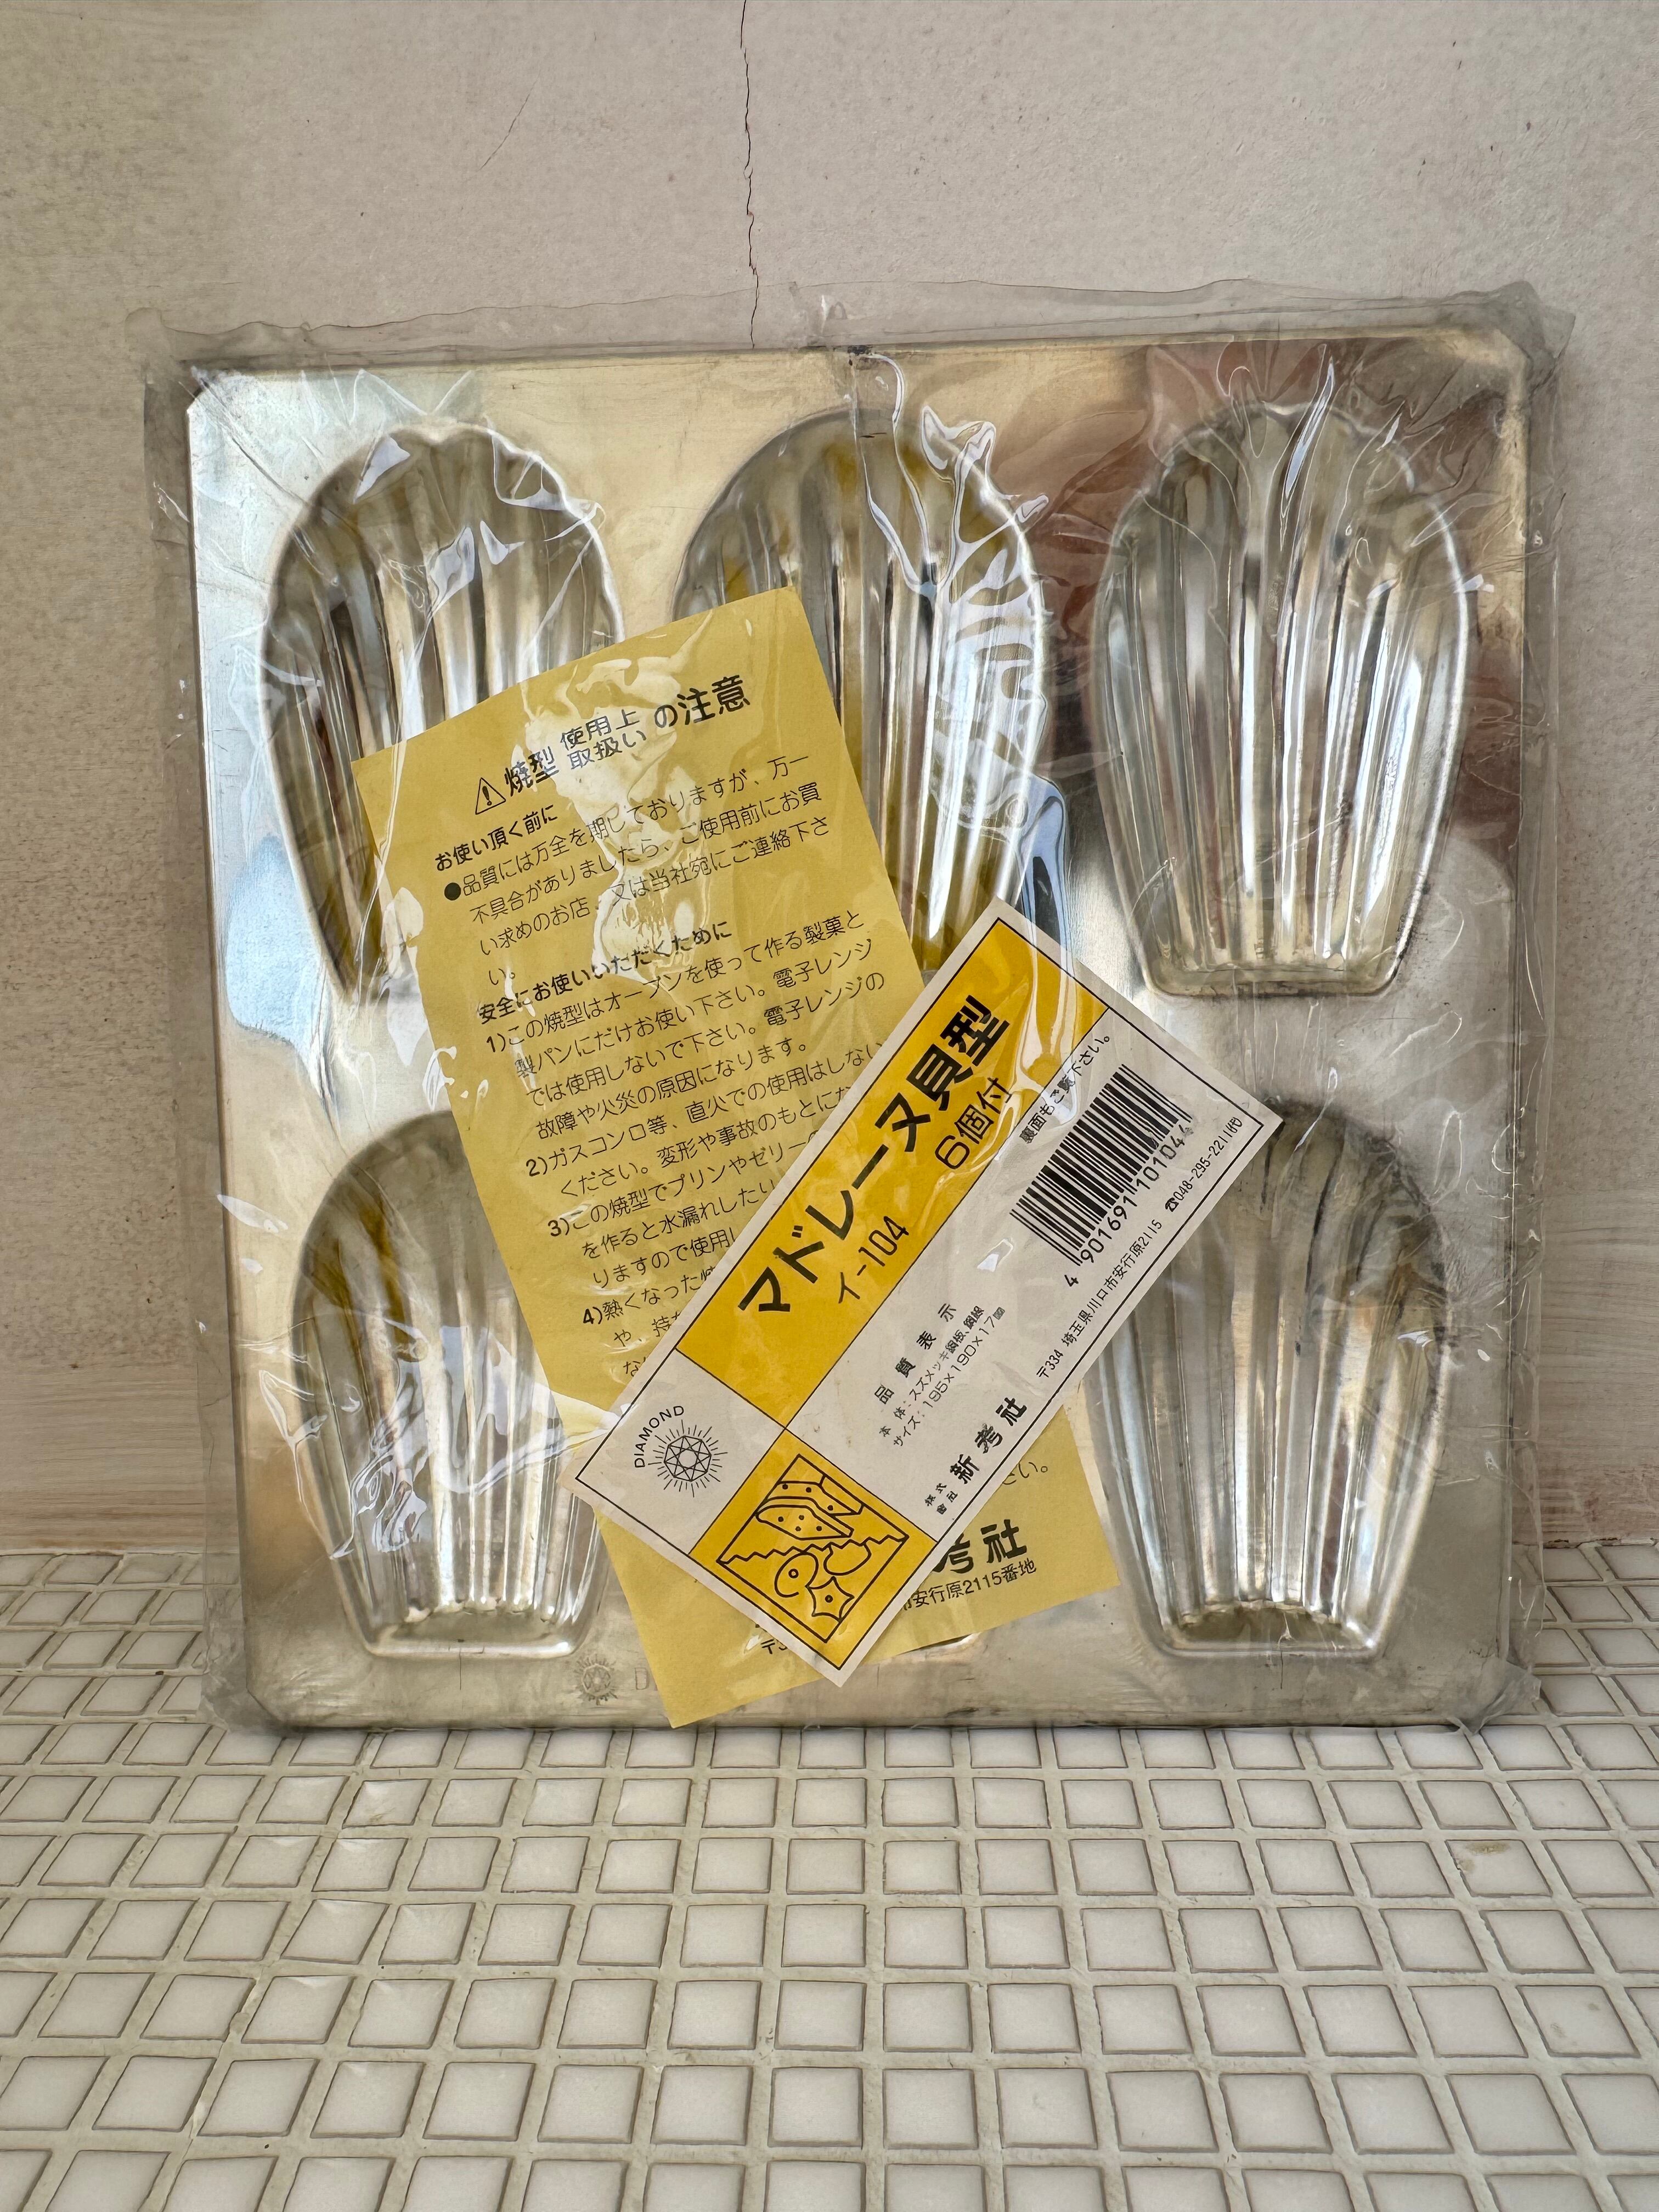 ⚠焼型 使用上 取扱い の注意
お使い頂く前に
●品質には万全を期しておりますが、万一
不具合がありましたら、ご使用前にお買
い求めのお店、又は当社宛にご連絡下さ
い。
安全にお使いいただくために
1)この焼型はオーブンを使って作る製菓と
製パンにだけお使い下さい。電子レンジ
では使用しないで下さい。電子レンジの
故障や火災の原因になります。
2)ガスコンロ等、直火での使用はしない
ください。変形や事故のもとにな
3)この焼型でプリンやゼリー
を作ると水漏れしたり
りますので使用し
4)熱くなった
や、持
さい。
考社
安行原2115番地
マドレーヌ貝型
イ-104
6個付
裏面もご覧下さい。
4 901691 101044
品質表示
本体:スズメッキ鋼板、鋼線
サイズ:195×190×17㎜
株式会社 新考社
〒334 埼玉県川口市安行原2115 ☎048-295-2211㈹
DIAMOND
D